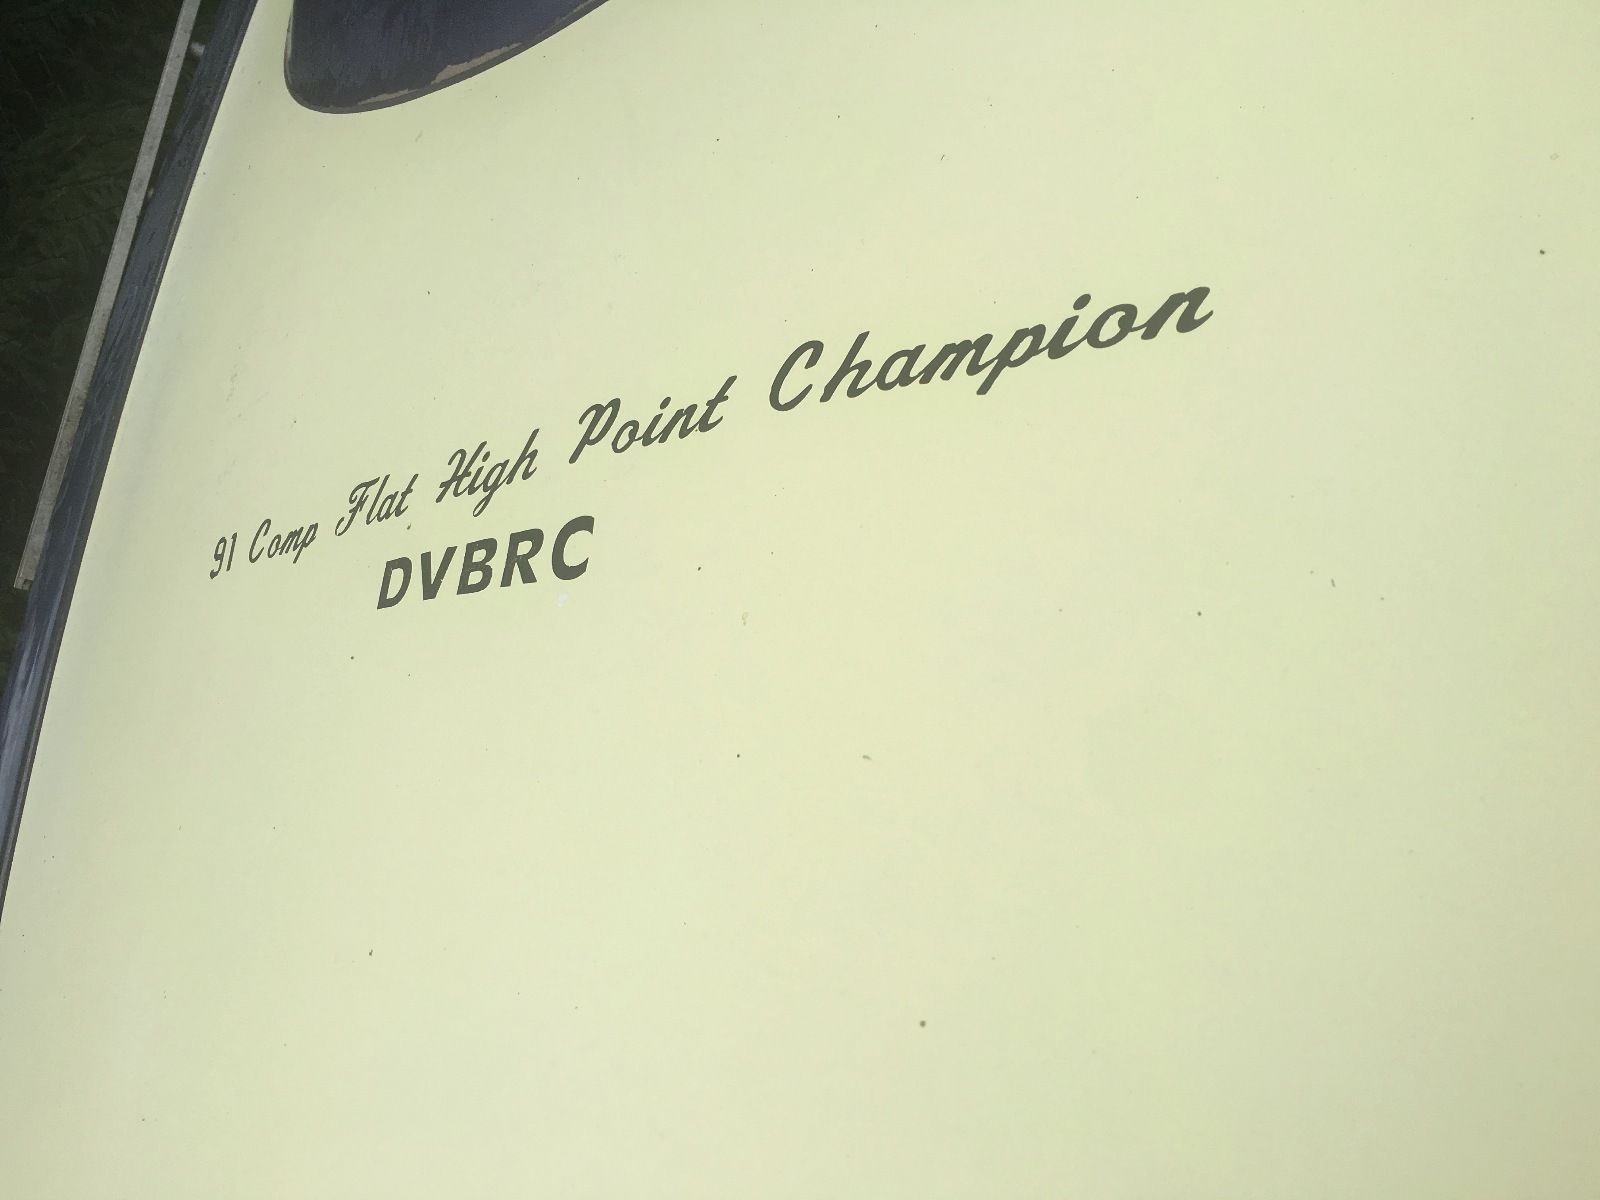 91 Comp Flat High Point Champion
DVBRC